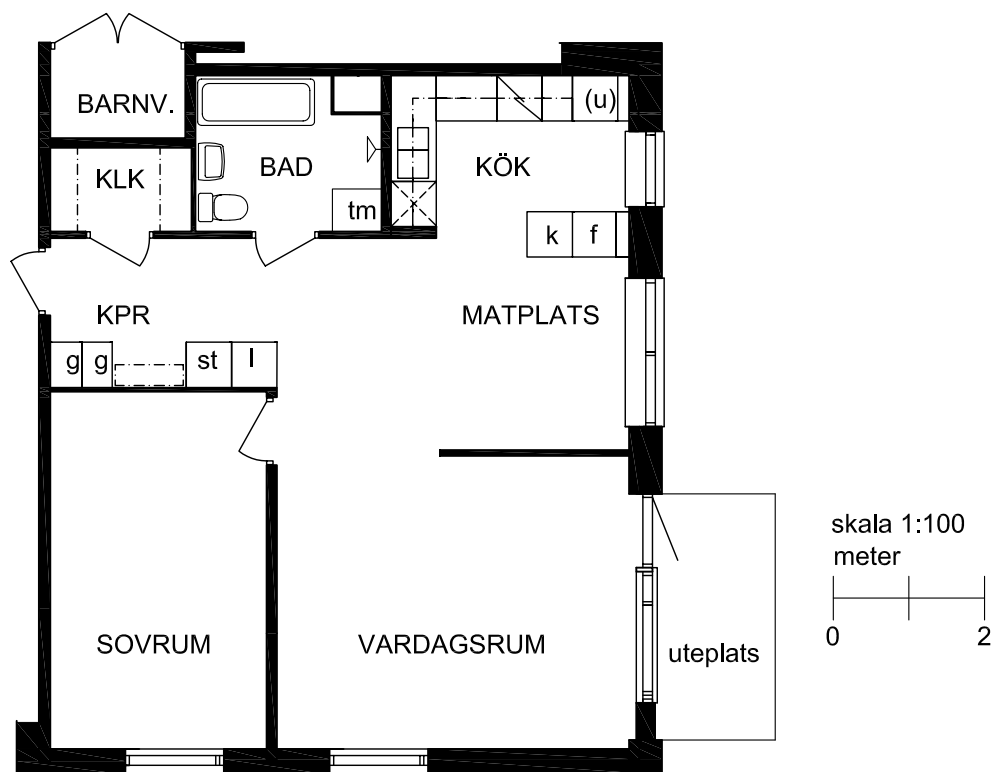 BARNV.
(u)
KLK
BAD
KÖK
tm
k f
KPR
MATPLATS
g g st l
skala 1:100
meter
0 2
SOVRUM
VARDAGSRUM
uteplats